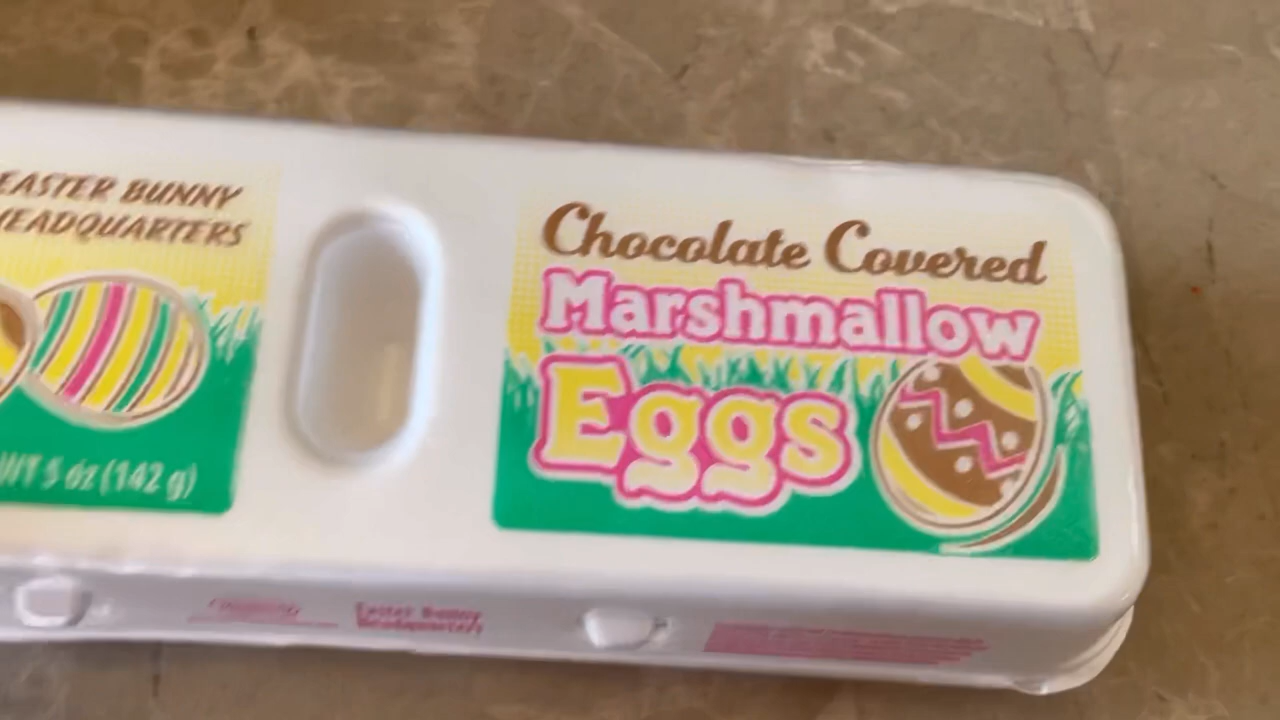 EASTER BUNNY
HEADQUARTERS
WT 5 oz (142 g)
Chocolate Covered
Marshmallow
Eggs
Easter Bunny
Headquarters